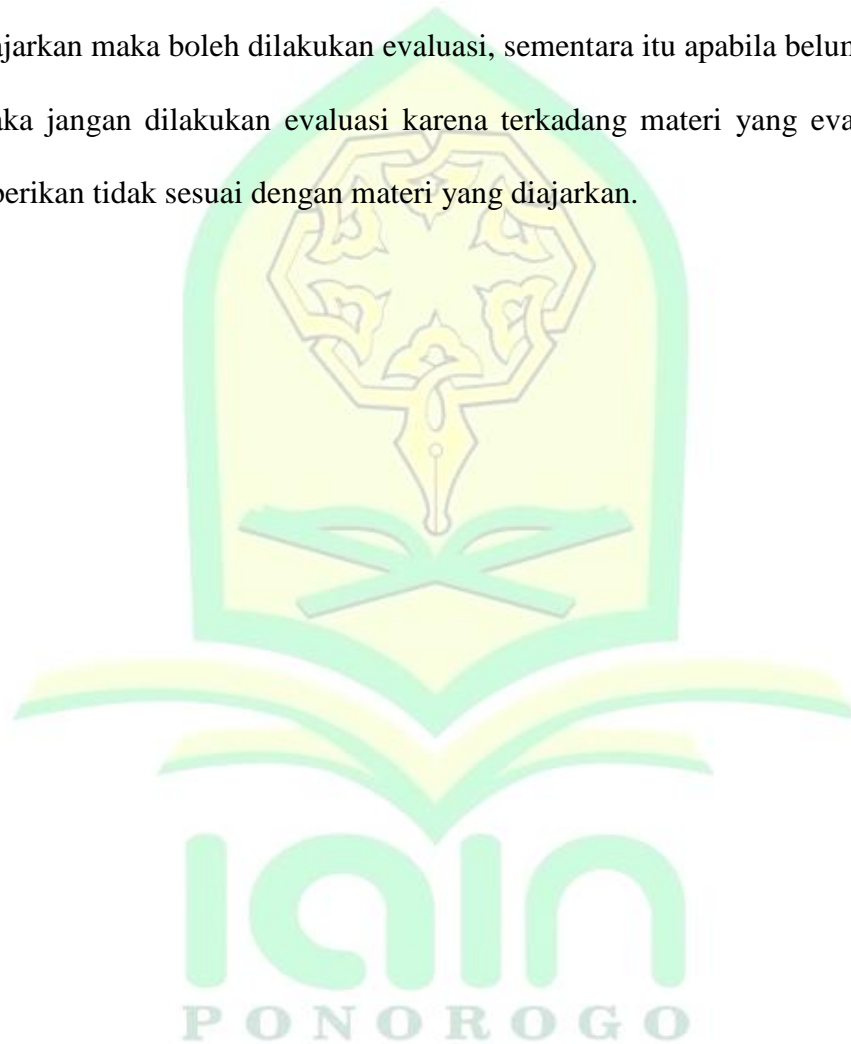 ajarkan maka boleh dilakukan evaluasi, sementara itu apabila belum
aka jangan dilakukan evaluasi karena terkadang materi yang eva
berikan tidak sesuai dengan materi yang diajarkan.
iain
PONOROGO